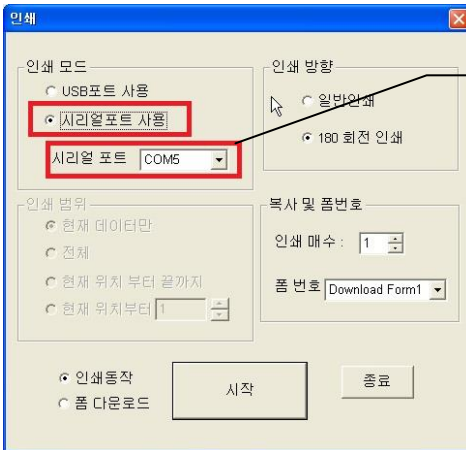 인쇄
인쇄 모드
USB포트 사용
시리얼포트 사용
시리얼 포트 COM5
인쇄 방향
일반인쇄
180 회전 인쇄
인쇄 범위
현재 데이터만
전체
현재 위치 부터 끝까지
현재 위치부터 1
복사 및 폼번호
인쇄 매수 : 1
폼 번호 Download Form1
인쇄동작
폼 다운로드
시작
종료